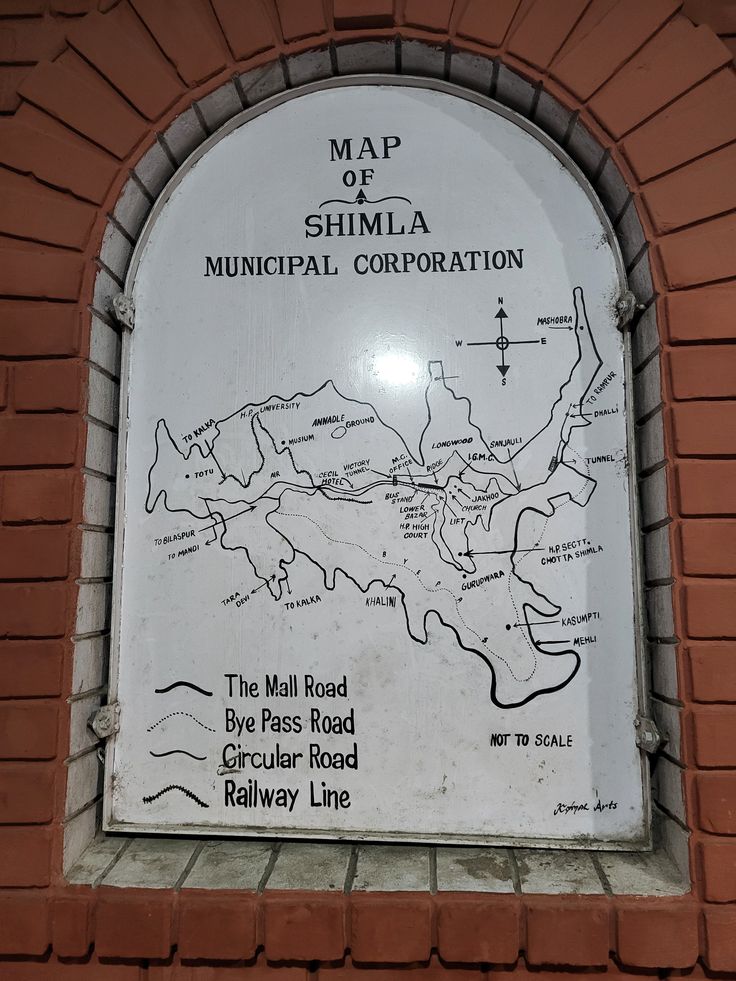 MAP
OF
SHIMLA
MUNICIPAL CORPORATION
N
W E
S
MASHOBRA
TO RAMPUR
DHALLI
TUNNEL
H.P. UNIVERSITY
ANNADLE
GROUND
TO KALKA
MUSIUM
TOTU
AIR
CECIL
HOTEL
VICTORY
TUNNEL
M.C.
OFFICE
RIDGE
LONGWOOD
I.G.M.C.
SANJAULI
BUS
STAND
LOWER
BAZAR
H.P. HIGH
COURT
JAKHOO
CHURCH
LIFT
TO BILASPUR
TO MANDI
TARA
DEVI
TO KALKA
KHALINI
B Y E P S
GURUDWARA
H.P. SECTT.
CHOTTA SHIMLA
KASUMPTI
MEHLI
The Mall Road
Bye Pass Road
Circular Road
Railway Line
NOT TO SCALE
Arts